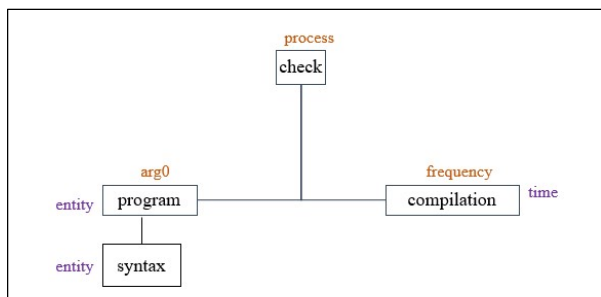 process
check
arg0
frequency
entity
program
compilation
time
entity
syntax